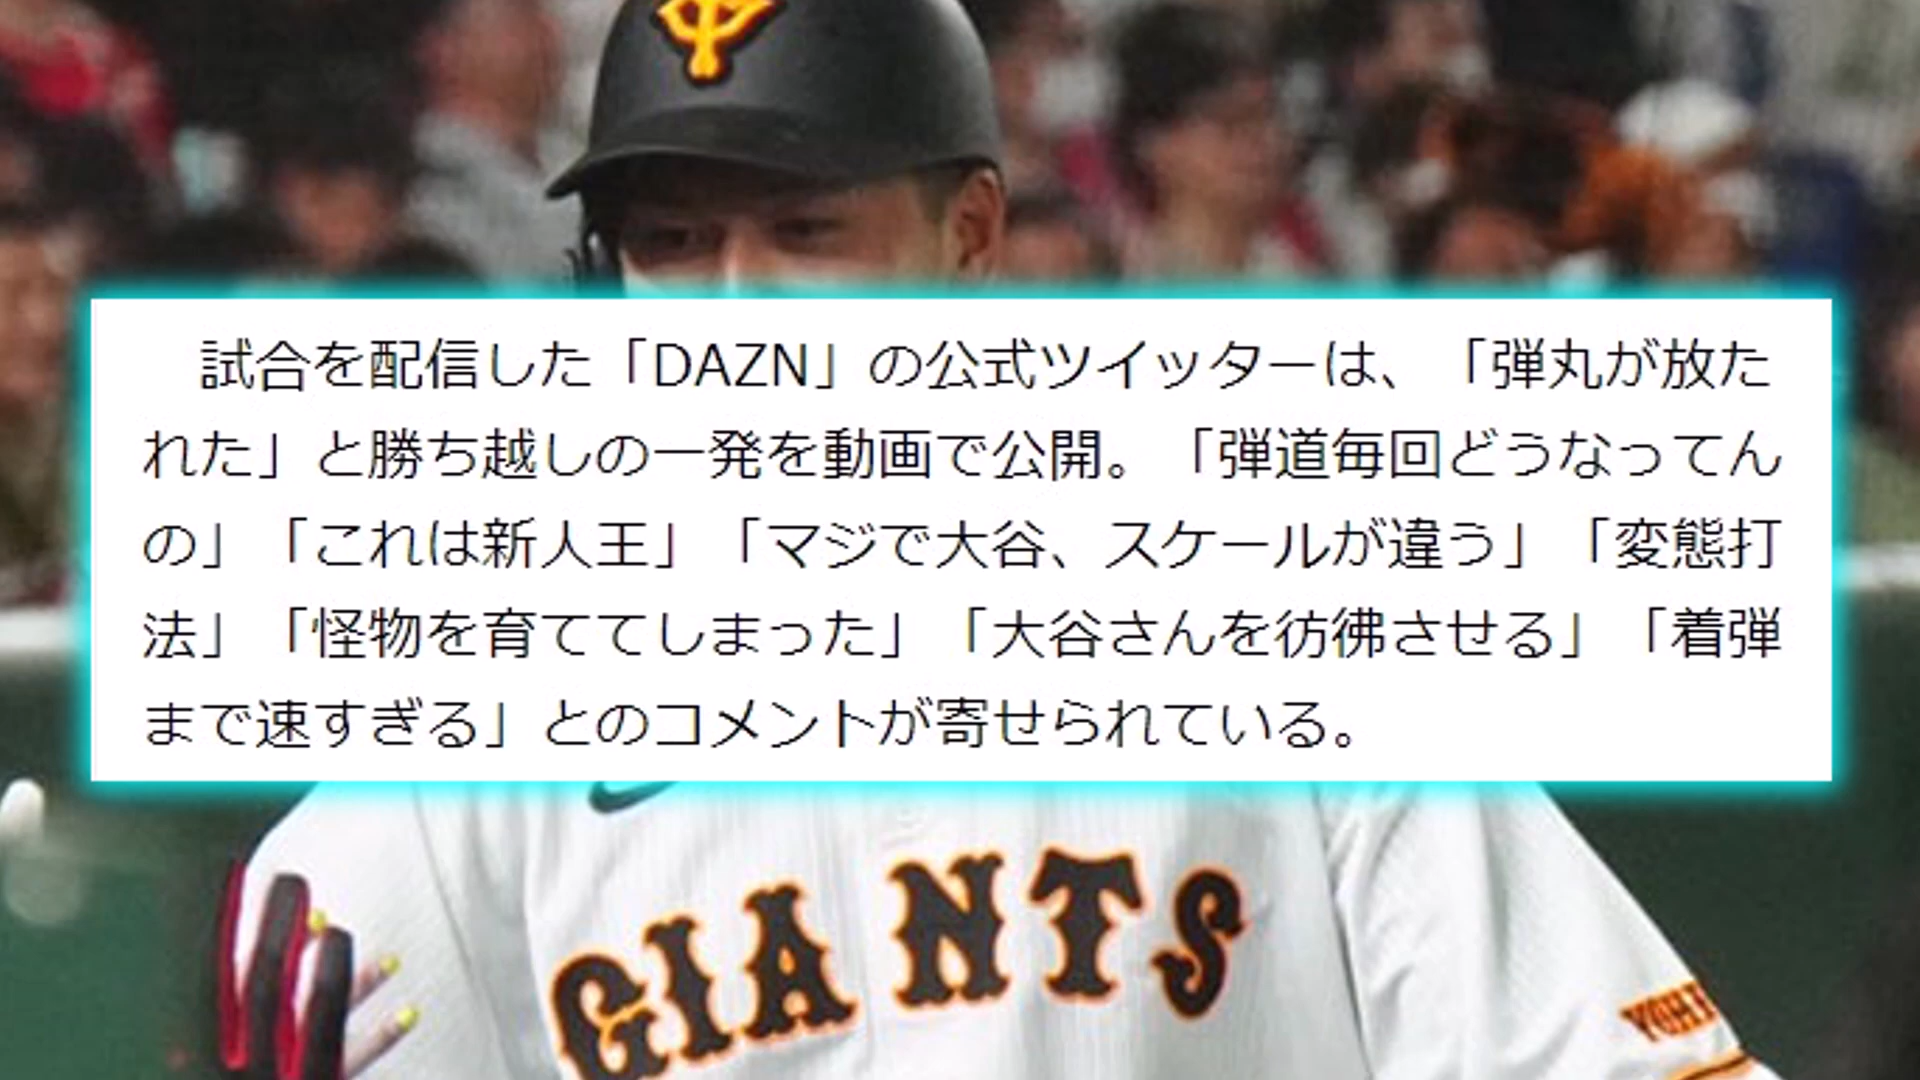 試合を配信した「DAZN」の公式ツイッターは、「弾丸が放た
れた」と勝ち越しの一発を動画で公開。「弾道毎回どうなってん
の」「これは新人王」「マジで大谷、スケールが違う」「変態打
法」「怪物を育ててしまった」「大谷さんを彷彿させる」「着弾
まで速すぎる」とのコメントが寄せられている。
GIANTS